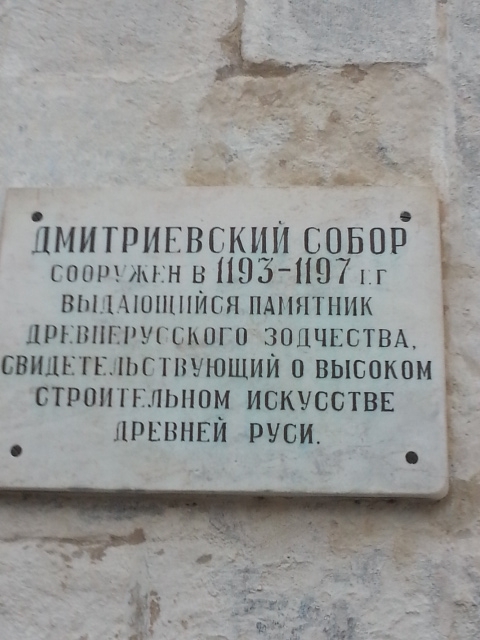 ДМИТРИЕВСКИЙ СОБОР
СООРУЖЕН В 1193-1197 г.г
ВЫДАЮЩИЙСЯ ПАМЯТНИК
ДРЕВНЕРУССКОГО ЗОДЧЕСТВА,
СВИДЕТЕЛЬСТВУЮЩИЙ О ВЫСОКОМ
СТРОИТЕЛЬНОМ ИСКУССТВЕ
ДРЕВНЕЙ РУСИ.